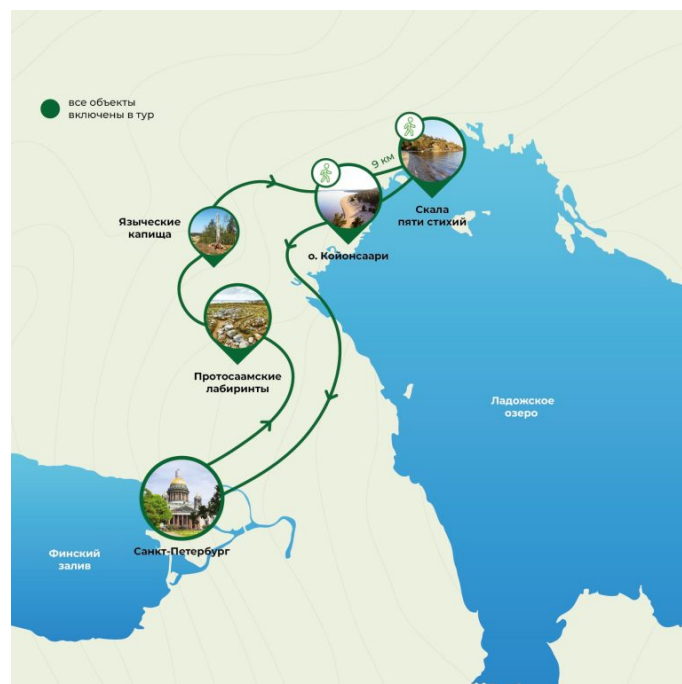 все объекты
включены в тур
9 км
Скала
пяти стихий
Языческие
капища
о. Койонсаари
Протосаамские
лабиринты
Ладожское
озеро
Санкт-Петербург
Финский
залив